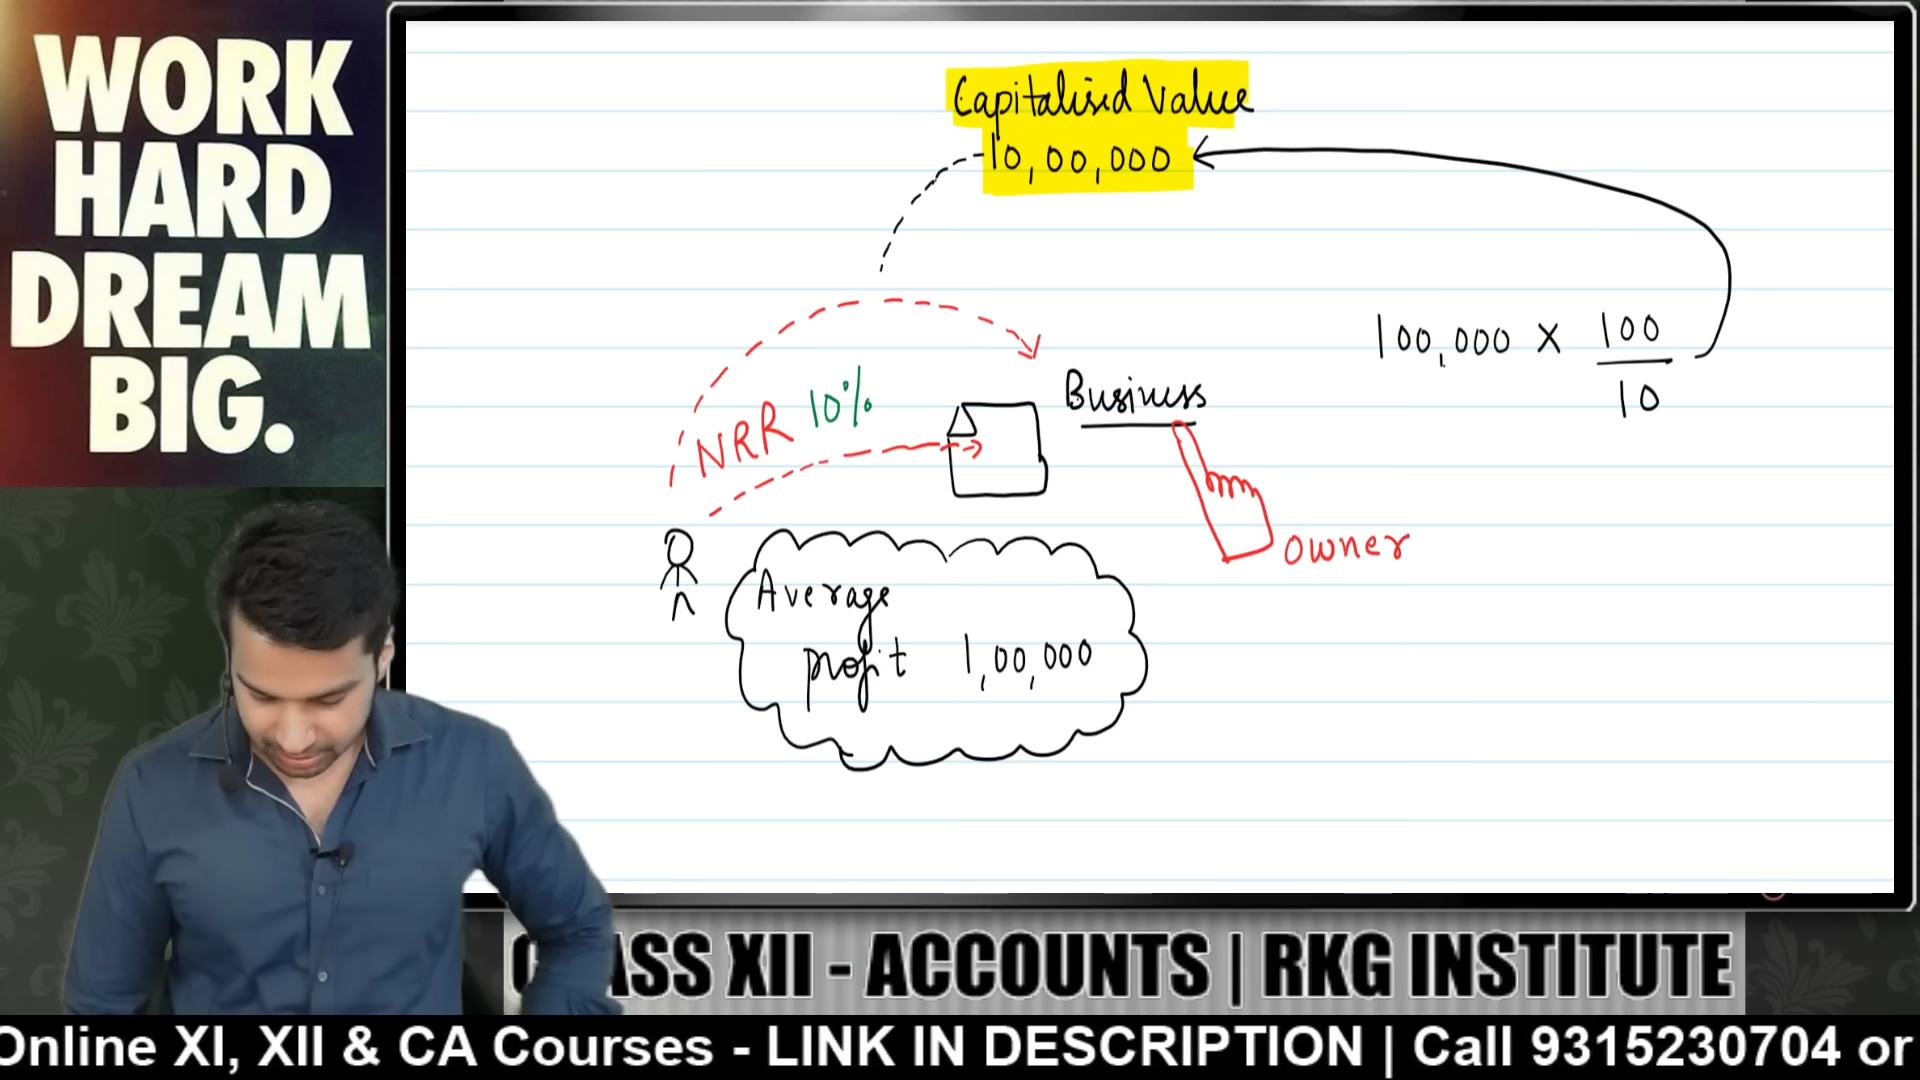 WORK
HARD
DREAM
BIG.
Capitalised Value
10,00,000
100,000 × 100
10
Business
NRR 10%
owner
Average
profit 1,00,000
ASS XII - ACCOUNTS | RKG INSTITUTE
Online XI, XII & CA Courses - LINK IN DESCRIPTION | Call 9315230704 or